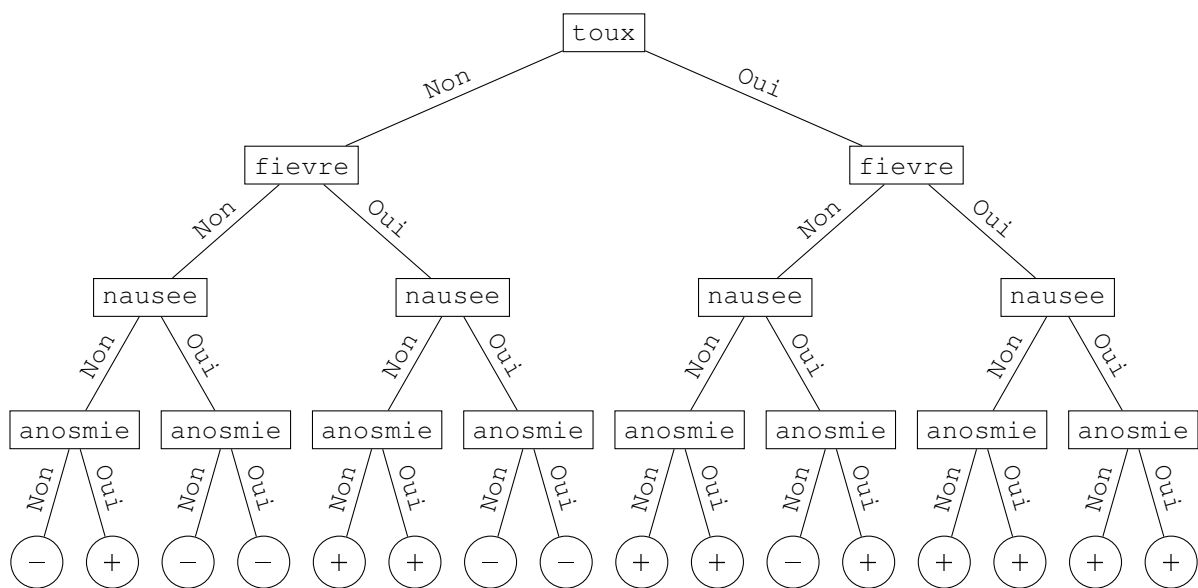 toux
Non Oui
fievre fievre
Non Oui Non Oui
nausee nausee nausee nausee
Non Oui Non Oui Non Oui Non Oui
anosmie anosmie anosmie anosmie anosmie anosmie anosmie anosmie
Non Oui Non Oui Non Oui Non Oui Non Oui Non Oui Non Oui Non Oui
− + − − + + − − + + − + + + + +